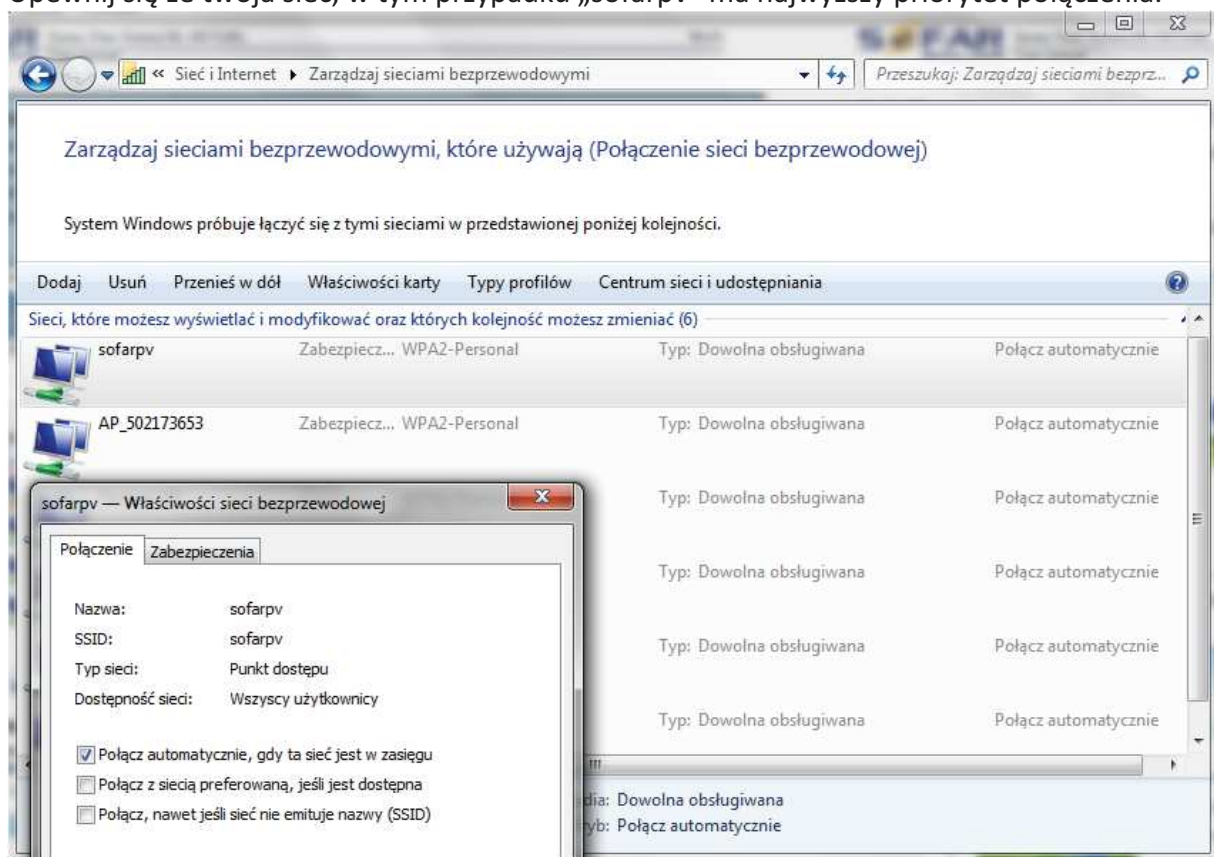 Upewnij się że twoja sieć, w tym przypadku „sofarpv" ma najwyższy priorytet połączenia.
« Sieć i Internet ▸ Zarządzaj sieciami bezprzewodowymi
Przeszukaj: Zarządzaj sieciami bezprz...
Zarządzaj sieciami bezprzewodowymi, które używają (Połączenie sieci bezprzewodowej)
System Windows próbuje łączyć się z tymi sieciami w przedstawionej poniżej kolejności.
Dodaj Usuń Przenieś w dół Właściwości karty Typy profilów Centrum sieci i udostępniania
Sieci, które możesz wyświetlać i modyfikować oraz których kolejność możesz zmieniać (6)
sofarpv Zabezpiecz... WPA2-Personal Typ: Dowolna obsługiwana Połącz automatycznie
AP_502173653 Zabezpiecz... WPA2-Personal Typ: Dowolna obsługiwana Połącz automatycznie
Typ: Dowolna obsługiwana Połącz automatycznie
Typ: Dowolna obsługiwana Połącz automatycznie
Typ: Dowolna obsługiwana Połącz automatycznie
Typ: Dowolna obsługiwana Połącz automatycznie
Dowolna obsługiwana
Połącz automatycznie
sofarpv — Właściwości sieci bezprzewodowej
Połączenie Zabezpieczenia
Nazwa: sofarpv
SSID: sofarpv
Typ sieci: Punkt dostępu
Dostępność sieci: Wszyscy użytkownicy
Połącz automatycznie, gdy ta sieć jest w zasięgu
Połącz z siecią preferowaną, jeśli jest dostępna
Połącz, nawet jeśli sieć nie emituje nazwy (SSID)